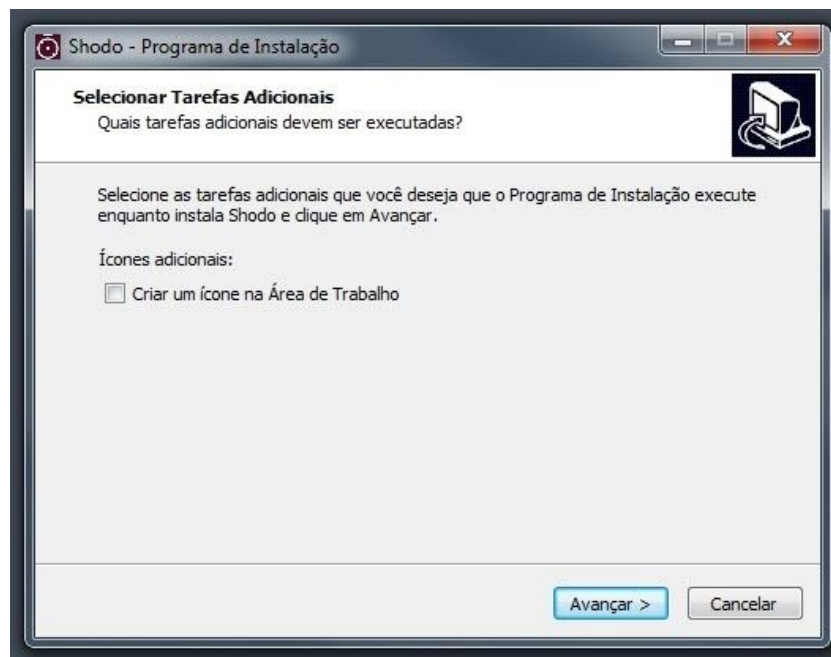 Shodo - Programa de Instalação
Selecionar Tarefas Adicionais
Quais tarefas adicionais devem ser executadas?
Selecione as tarefas adicionais que você deseja que o Programa de Instalação execute
enquanto instala Shodo e clique em Avançar.
Ícones adicionais:
Criar um ícone na Área de Trabalho
Avançar >
Cancelar